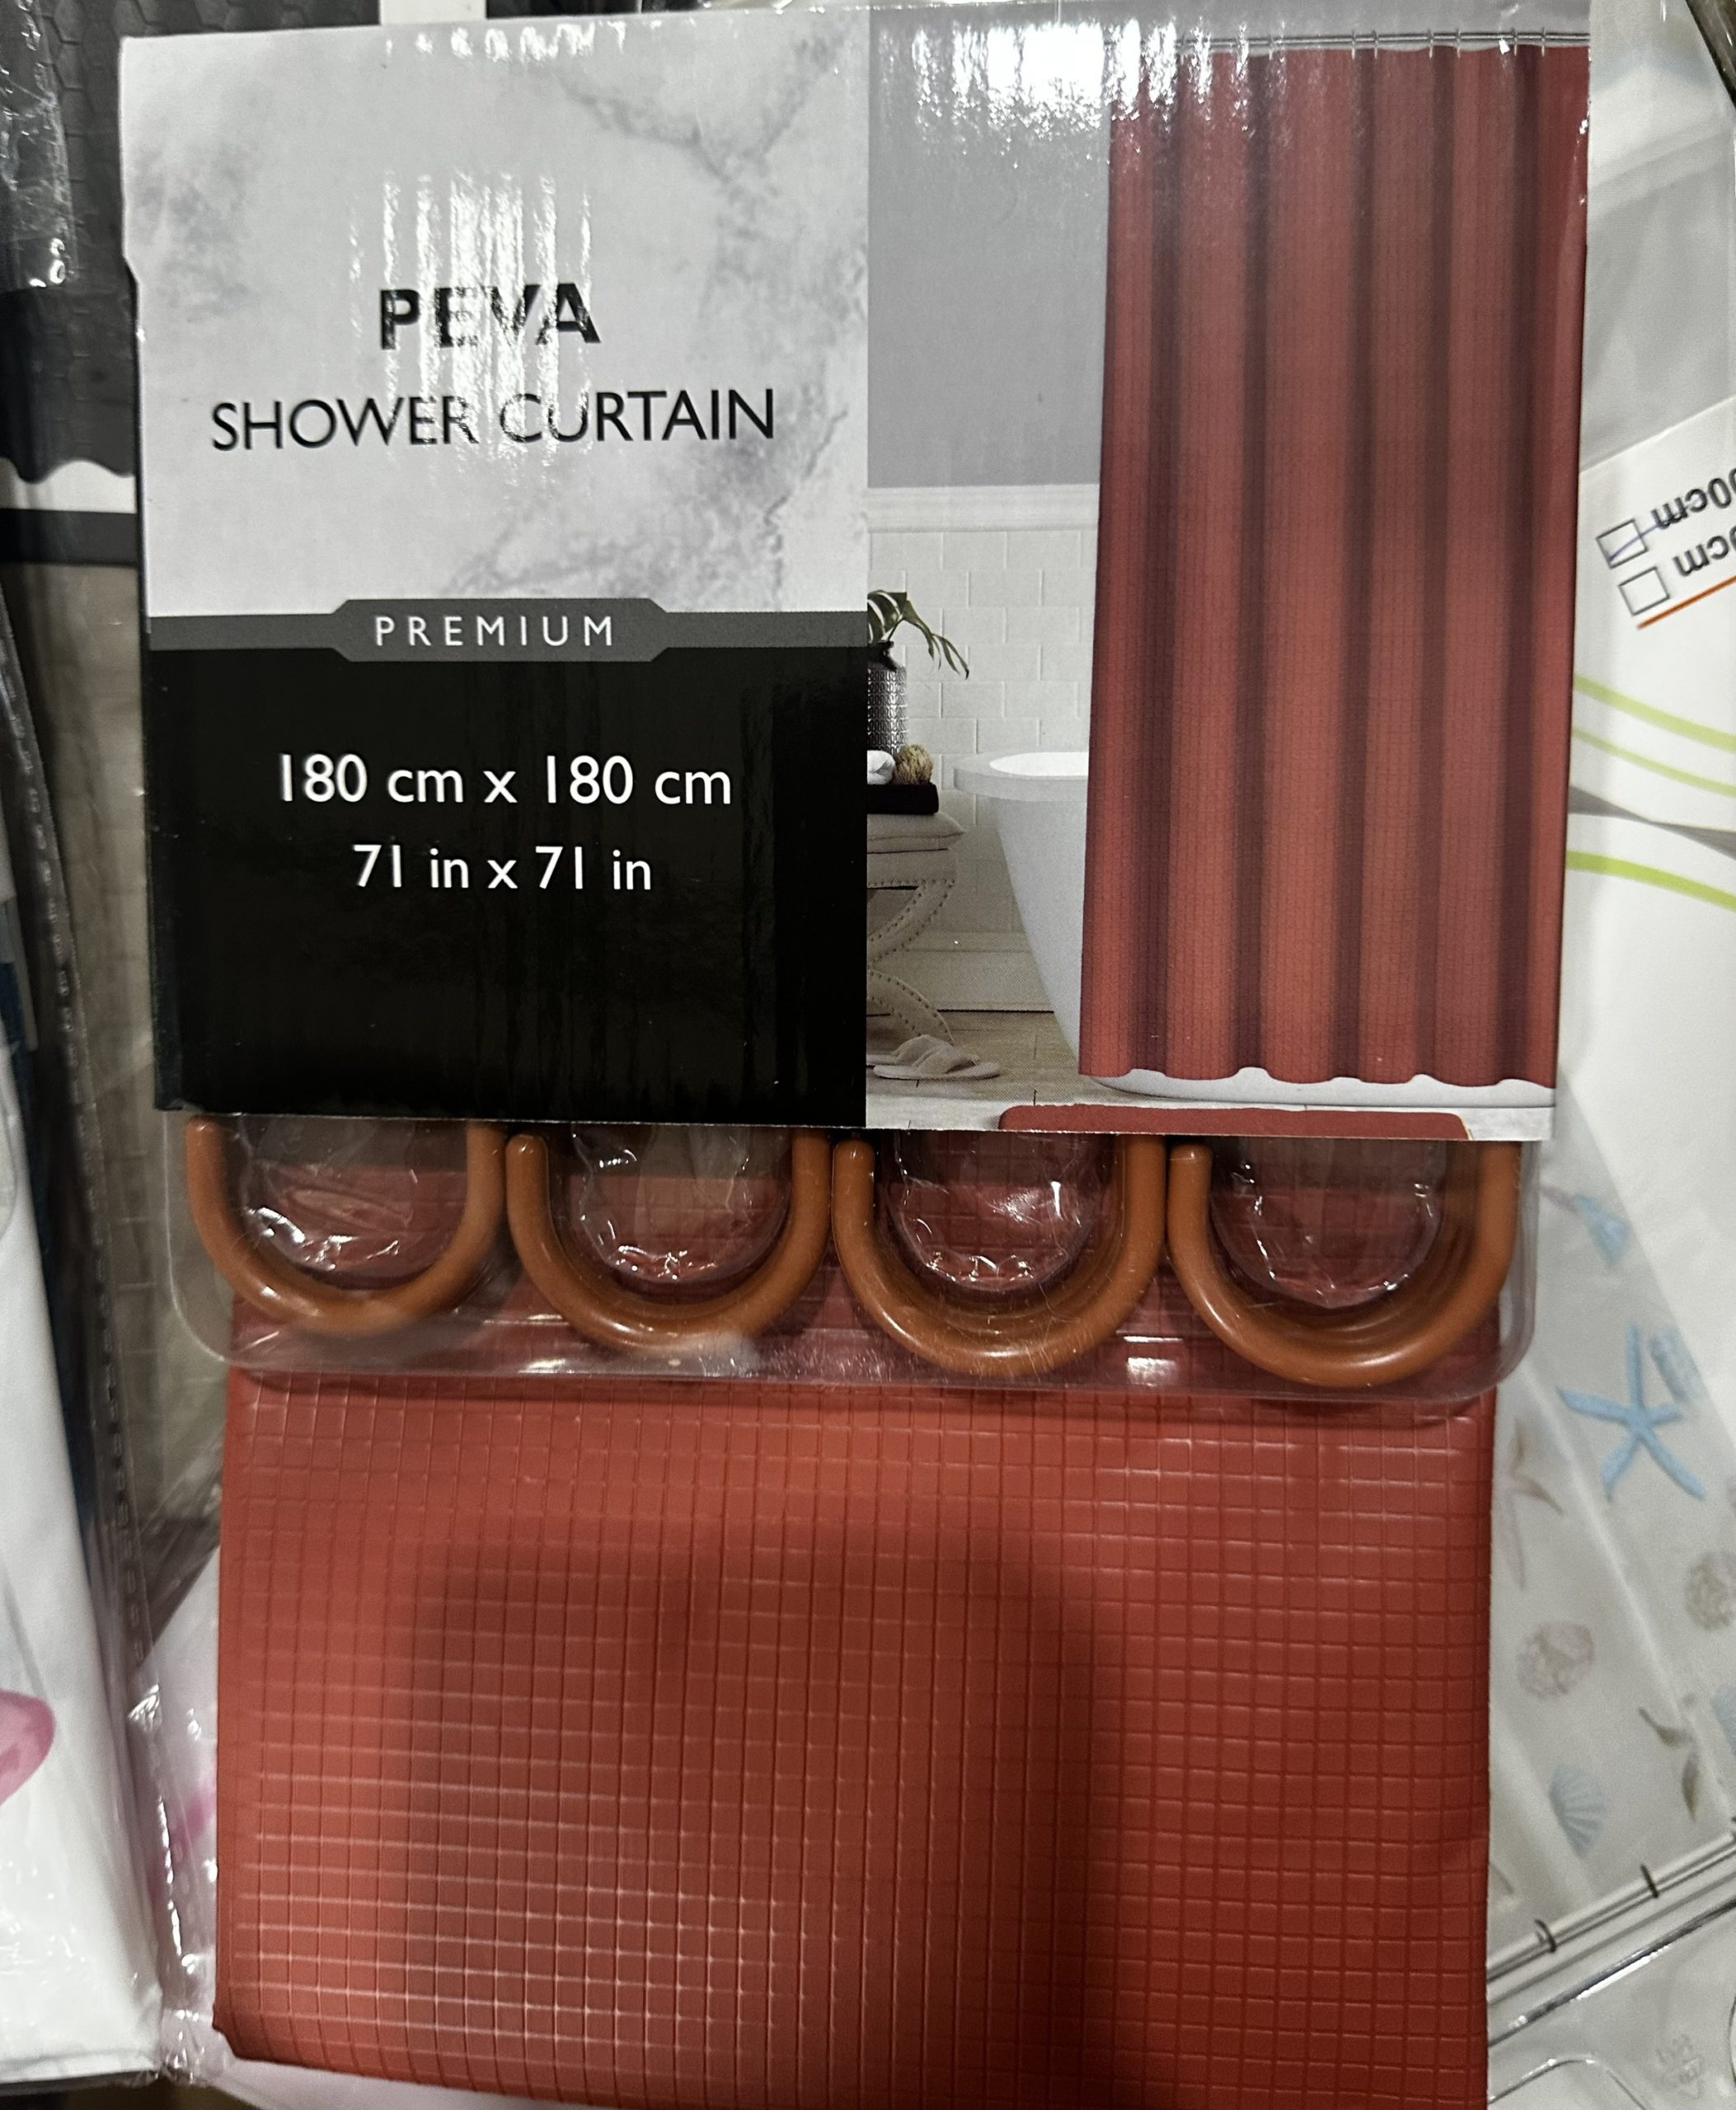 PEVA
SHOWER CURTAIN
PREMIUM
180 cm x 180 cm
71 in x 71 in